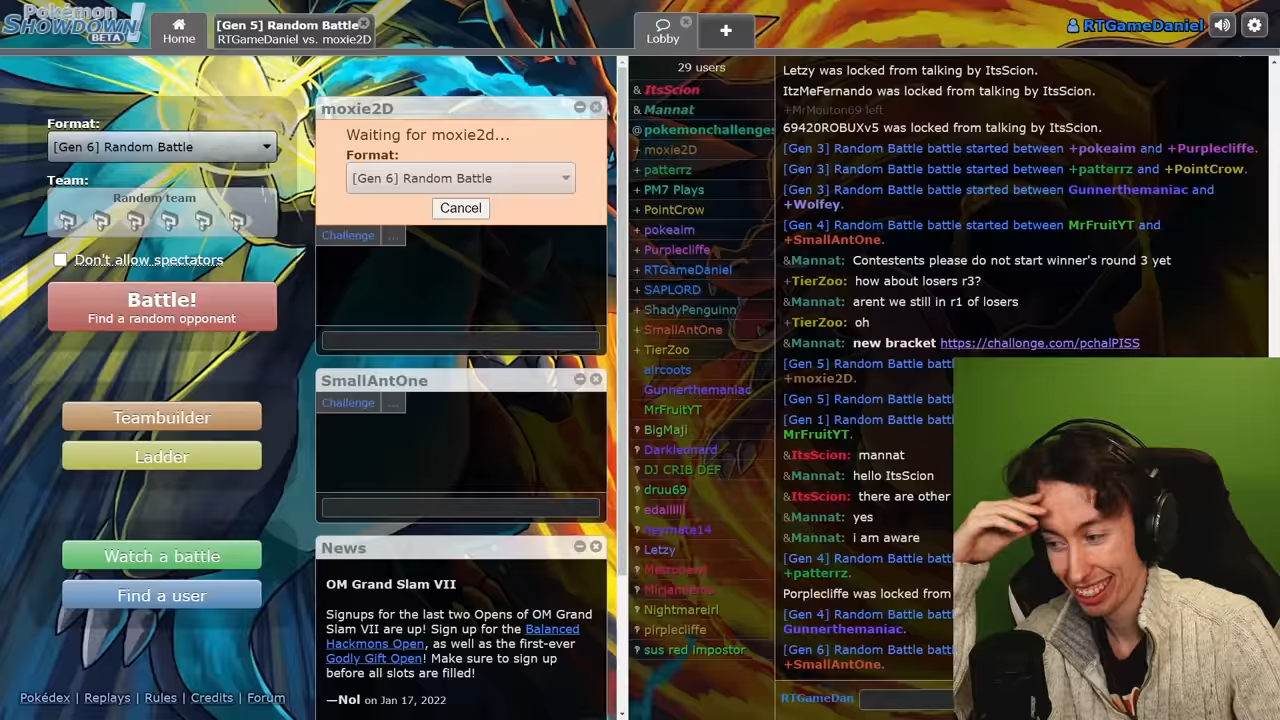 Pokémon
SHOWDOWN!
BETA
Home
[Gen 5] Random Battle
RTGameDaniel vs. moxie2D
Lobby
+
RTGameDaniel
Format:
[Gen 6] Random Battle
Team:
Random team
Don't allow spectators
Battle!
Find a random opponent
Teambuilder
Ladder
Watch a battle
Find a user
Pokédex | Replays | Rules | Credits | Forum
moxie2D
Waiting for moxie2d...
Format:
[Gen 6] Random Battle
Cancel
Challenge ...
SmallAntOne
Challenge ...
News
OM Grand Slam VII
Signups for the last two Opens of OM Grand
Slam VII are up! Sign up for the Balanced
Hackmons Open, as well as the first-ever
Godly Gift Open! Make sure to sign up
before all slots are filled!
—Nol on Jan 17, 2022
29 users
& ItsScion
& Mannat
@ pokemonchallenges
+ moxie2D
+ patterrz
+ PM7 Plays
+ PointCrow
+ pokeaim
+ Purplecliffe
+ RTGameDaniel
+ SAPLORD
+ ShadyPenguinn
+ SmallAntOne
+ TierZoo
aircoots
Gunnerthemaniac
MrFruitYT
? BigMaji
? Darkleonard
? DJ CRIB DEF
? druu69
? edallllll
? heymate14
? Letzy
? Mirjancemo
? Nightmareirl
? pirplecliffe
? sus red impostor
Letzy was locked from talking by ItsScion.
ItzMeFernando was locked from talking by ItsScion.
+MrMouton69 left
69420ROBUXv5 was locked from talking by ItsScion.
[Gen 3] Random Battle battle started between +pokeaim and +Purplecliffe.
[Gen 3] Random Battle battle started between +patterrz and +PointCrow.
[Gen 3] Random Battle battle started between Gunnerthemaniac and
+Wolfey.
[Gen 4] Random Battle battle started between MrFruitYT and
+SmallAntOne.
&Mannat: Contestents please do not start winner's round 3 yet
+TierZoo: how about losers r3?
&Mannat: arent we still in r1 of losers
+TierZoo: oh
&Mannat: new bracket https://challonge.com/pchalPISS
[Gen 5] Random Battle batt
+moxie2D.
[Gen 5] Random Battle batt
[Gen 1] Random Battle batt
MrFruitYT.
&ItsScion: mannat
&Mannat: hello ItsScion
&ItsScion: there are other
&Mannat: yes
&Mannat: i am aware
[Gen 4] Random Battle batt
+patterrz.
Porplecliffe was locked from
[Gen 4] Random Battle batt
Gunnerthemaniac.
[Gen 6] Random Battle batt
+SmallAntOne.
RTGameDan